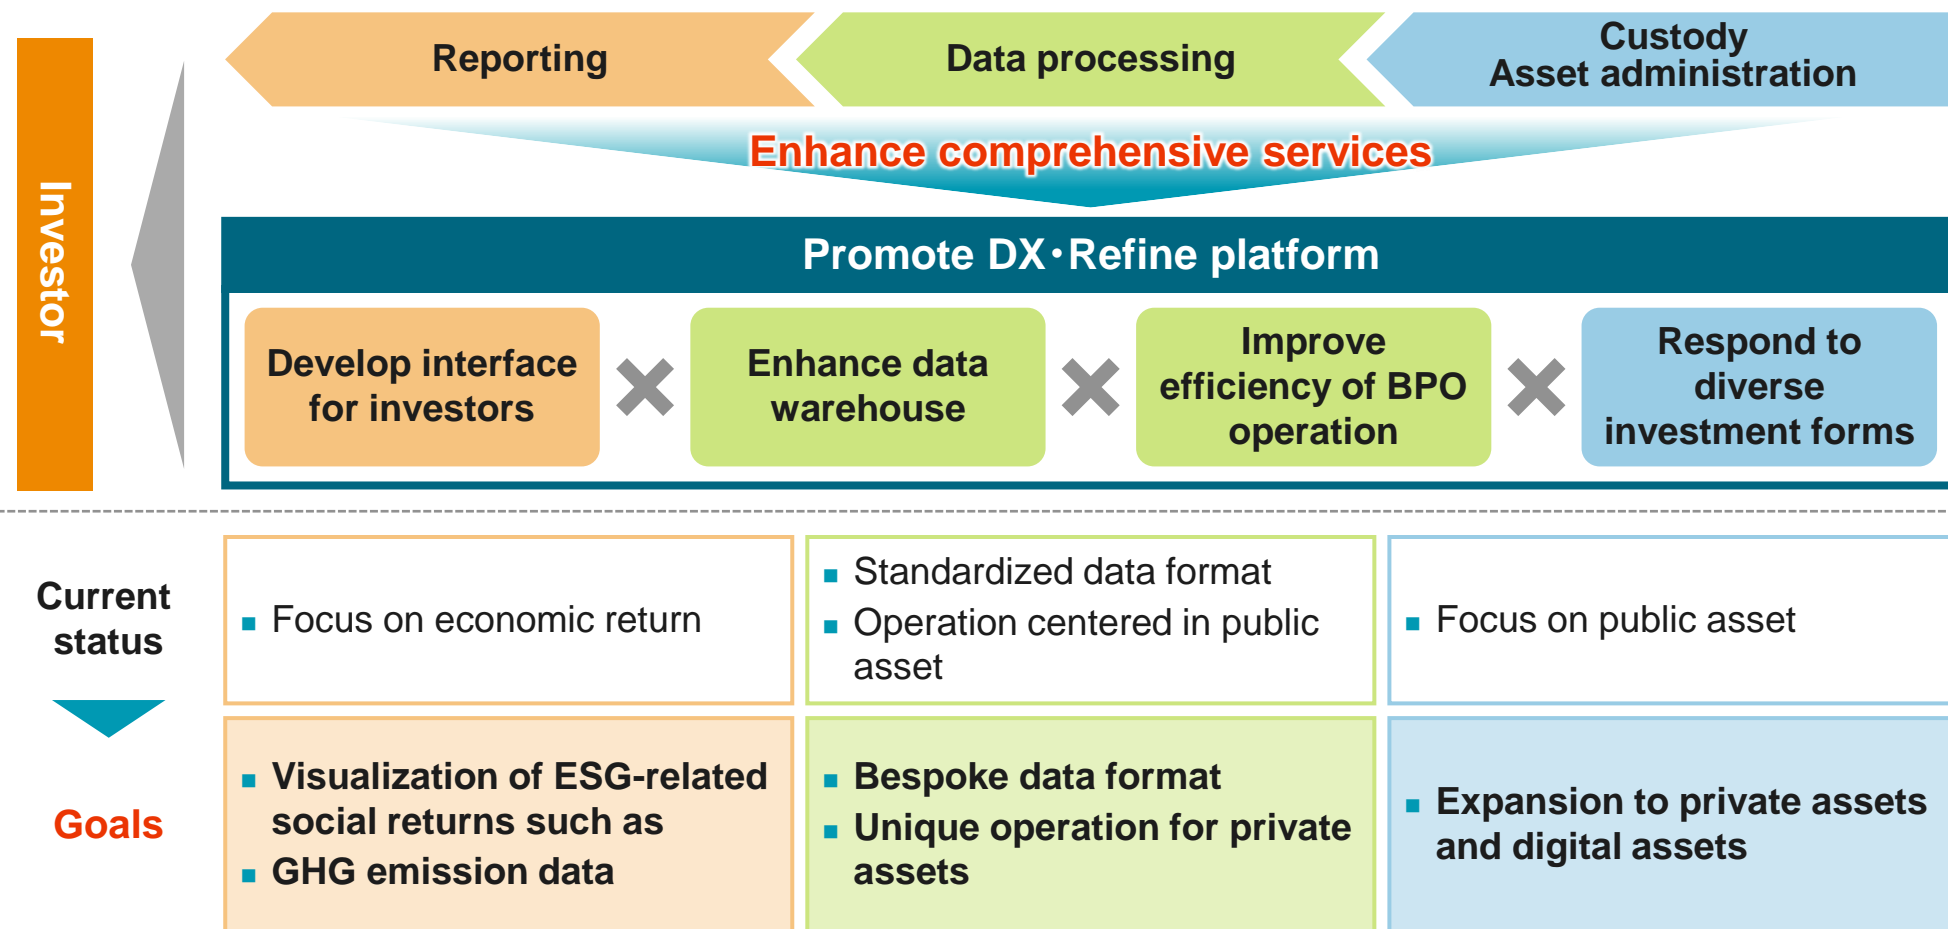 Reporting
Data processing
Custody
Asset administration
Enhance comprehensive services
Investor
Promote DX・Refine platform
Develop interface
for investors
Enhance data
warehouse
Improve
efficiency of BPO
operation
Respond to
diverse
investment forms
Current
status
■ Focus on economic return
■ Standardized data format
■ Operation centered in public
asset
■ Focus on public asset
Goals
■ Visualization of ESG-related
social returns such as
■ GHG emission data
■ Bespoke data format
■ Unique operation for private
assets
■ Expansion to private assets
and digital assets